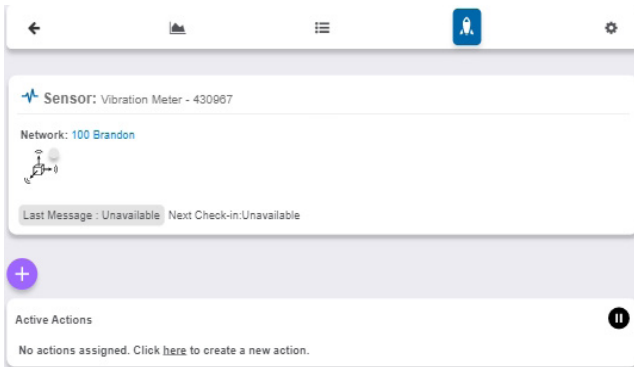 Sensor: Vibration Meter - 430967
Network: 100 Brandon
Last Message : Unavailable Next Check-in:Unavailable
Active Actions
No actions assigned. Click here to create a new action.